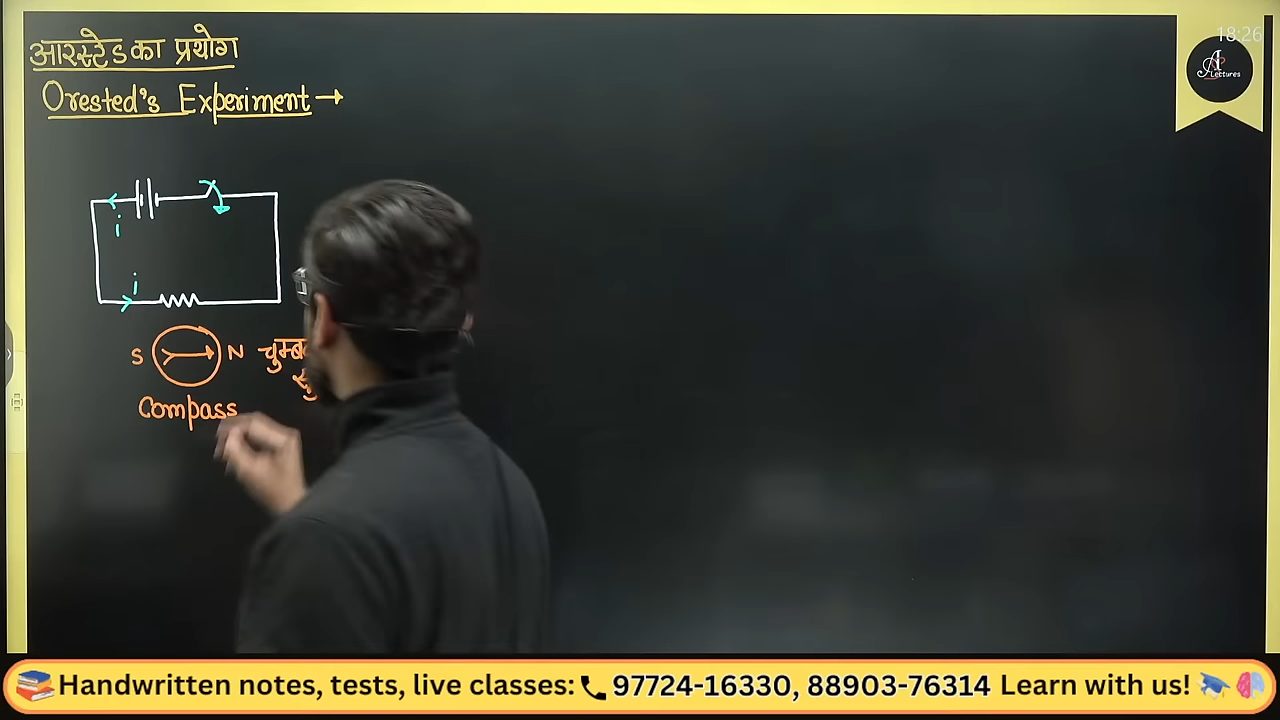 आरस्टेड का प्रयोग
18:26
A Lectures
Orested's Experiment →
i
i
S N
Compass
Handwritten notes, tests, live classes: 97724-16330, 88903-76314 Learn with us!